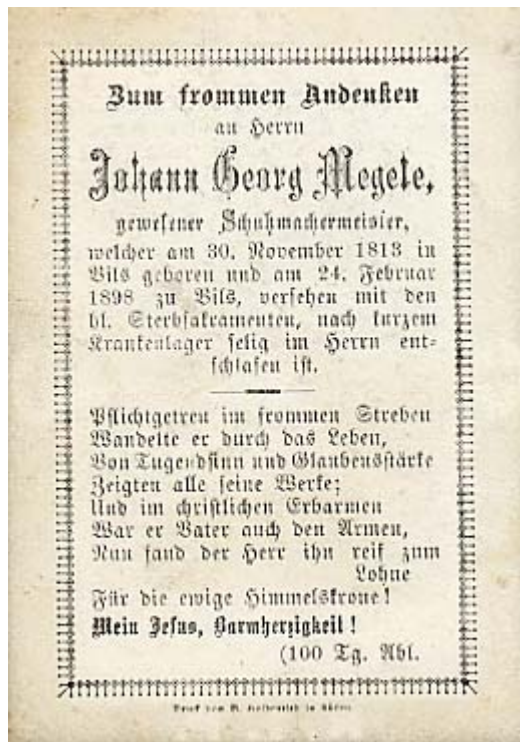 Zum frommen Andenken
an Herrn
Johann Georg Megele,
gewesener Schuhmachermeister,
welcher am 30. November 1813 in
Vils geboren und am 24. Februar
1898 zu Vils, versehen mit den
hl. Sterbsakramenten, nach kurzem
Krankenlager selig im Herrn ent-
schlafen ist.
Pflichtgetreu im frommen Streben
Wandelte er durch das Leben,
Von Tugendsinn und Glaubensstärke
Zeigten alle seine Werke;
Und im christlichen Erbarmen
War er Vater auch den Armen,
Nun fand der Herr ihn reif zum
Lohne
Für die ewige Himmelskrone!
Mein Jesus, Barmherzigkeit!
(100 Tg. Abl.
Druck von B. in Füssen